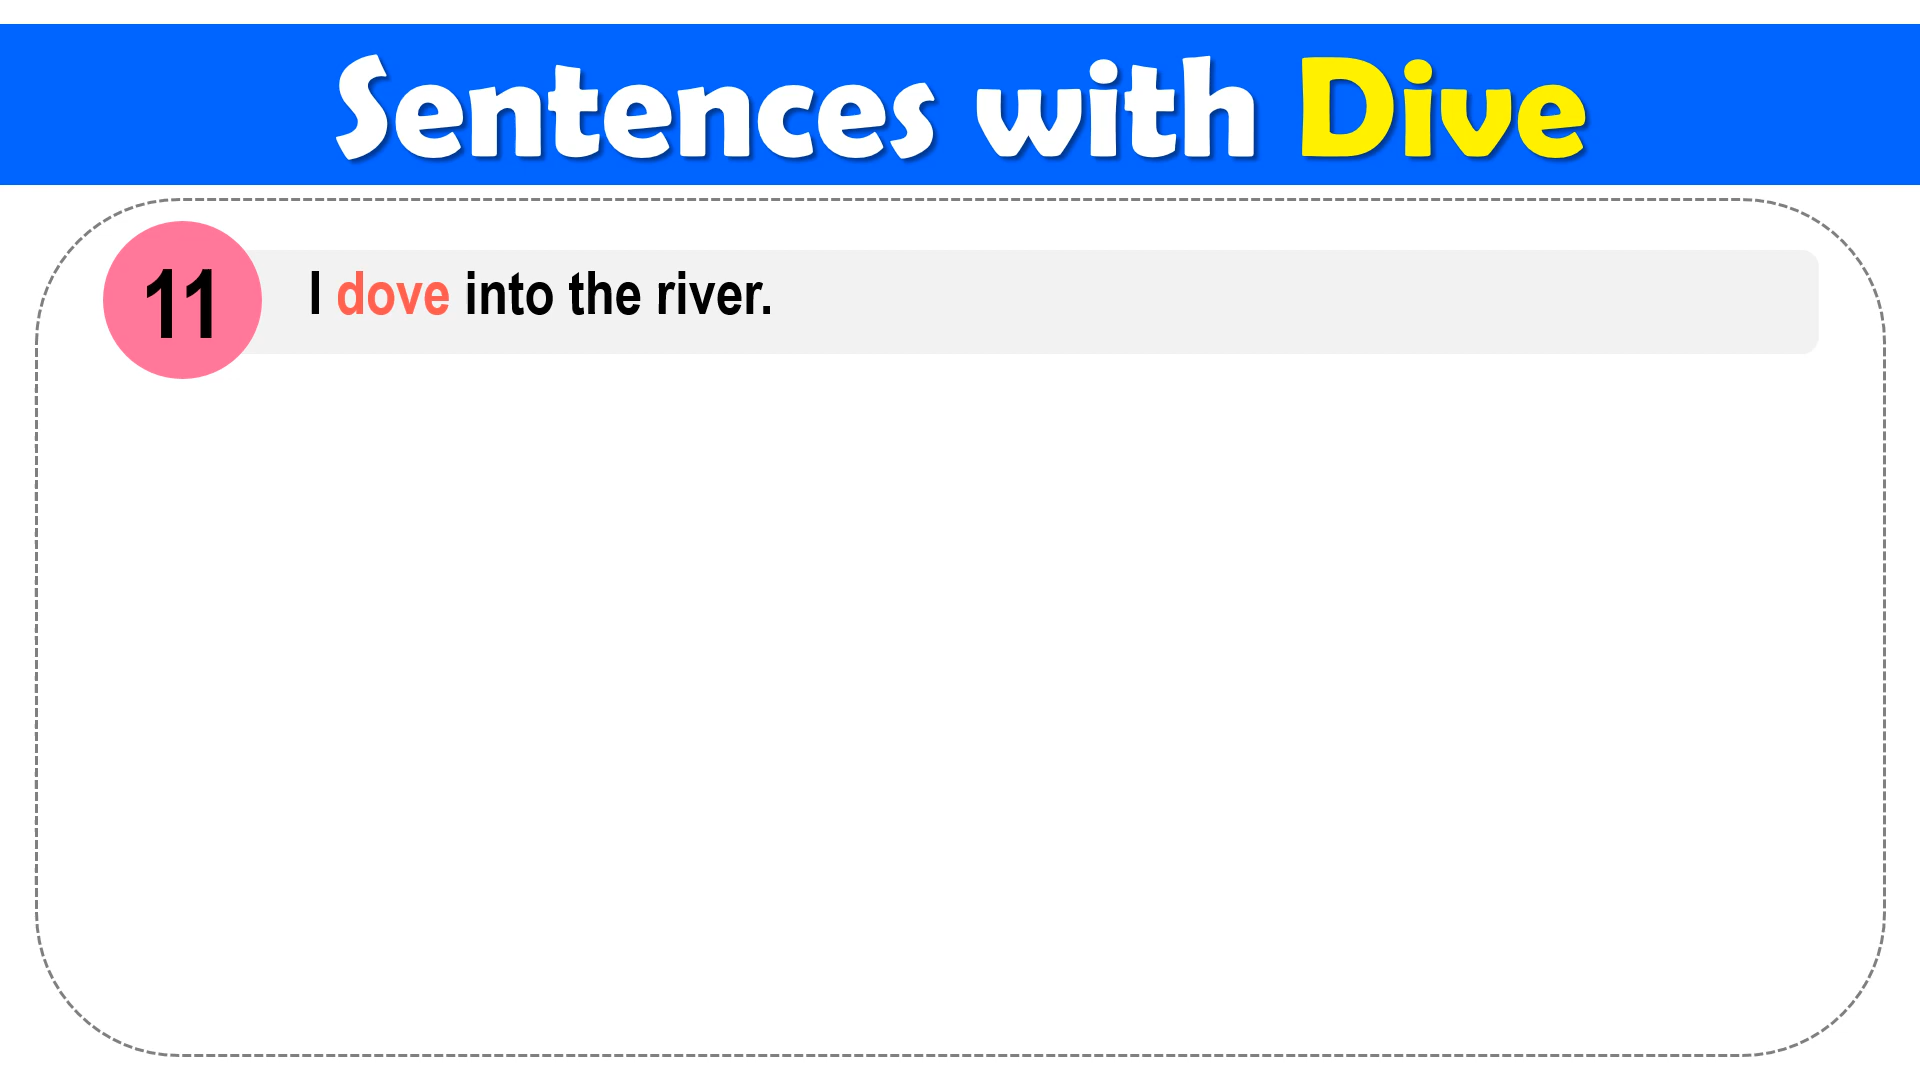 Sentences with Dive
11
I dove into the river.